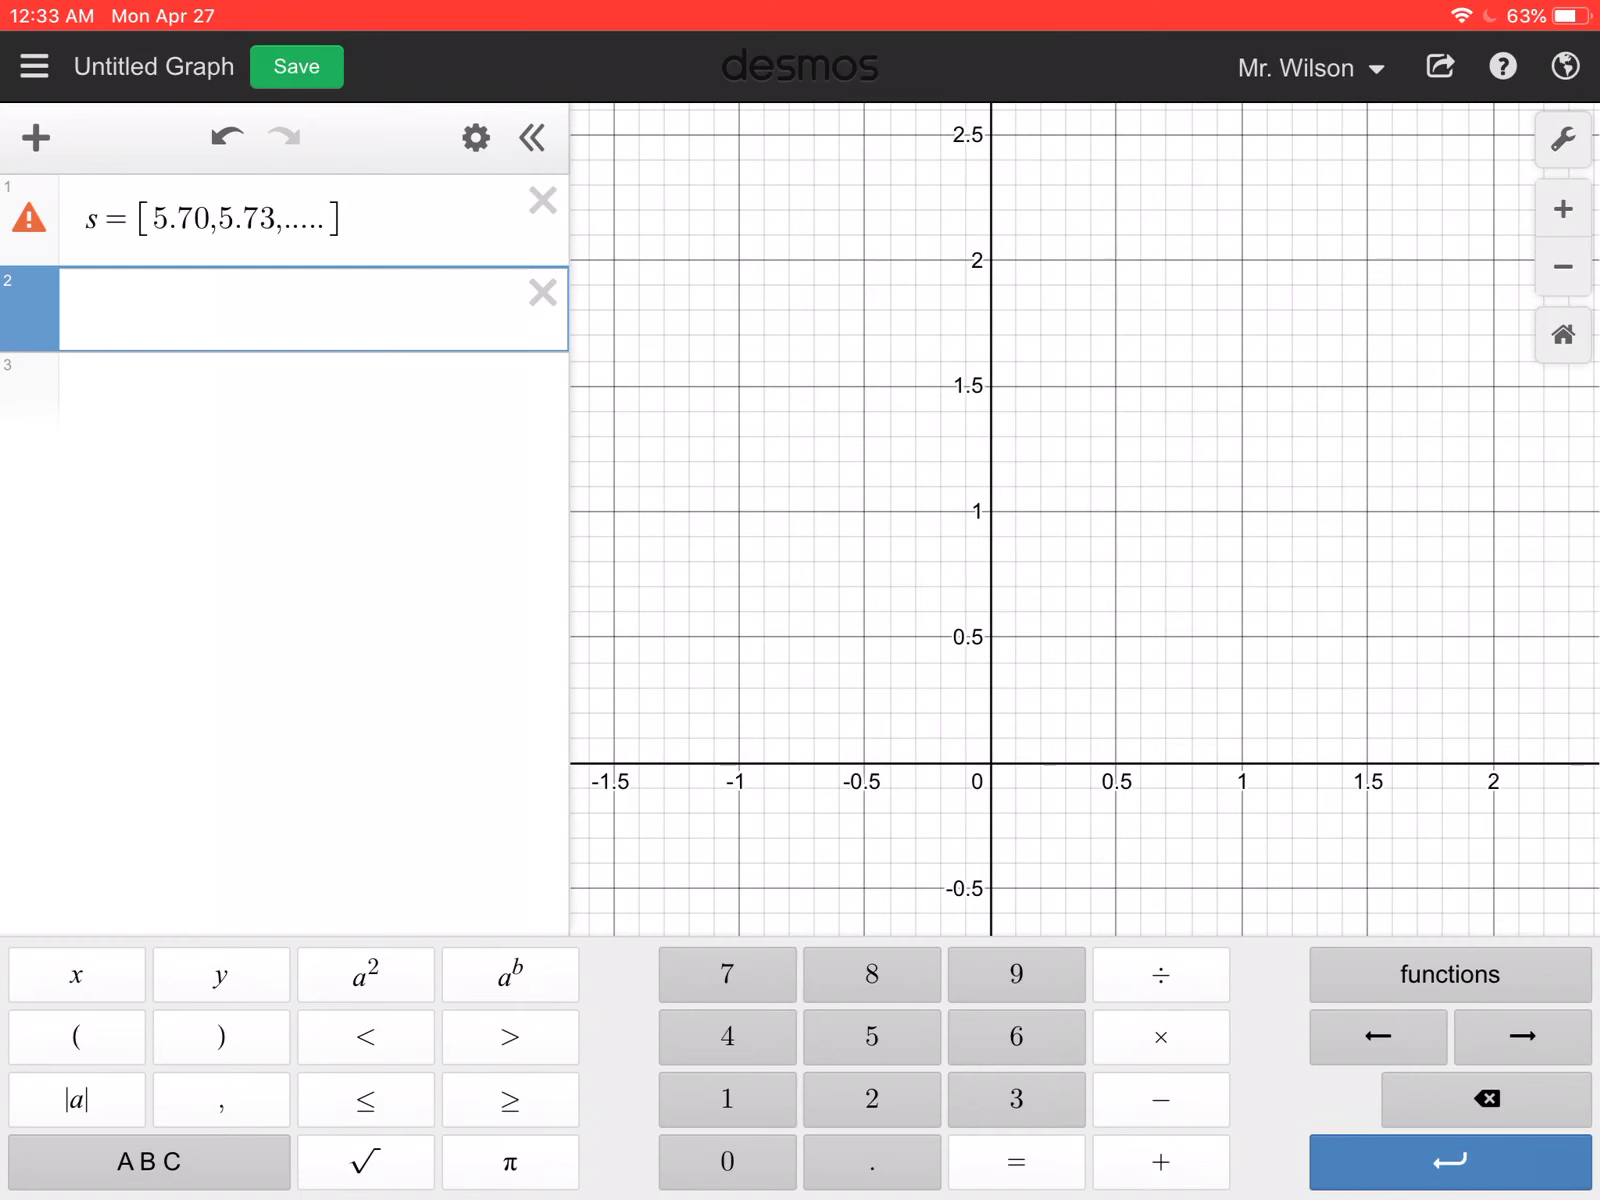 12:33 AM Mon Apr 27 63%
Untitled Graph Save desmos Mr. Wilson
1 s = [5.70,5.73,.....]
2
3
2.5
2
1.5
1
0.5
-1.5 -1 -0.5 0 0.5 1 1.5 2
-0.5
x y a² aᵇ 7 8 9 ÷ functions
( ) < > 4 5 6 × ← →
|a| , ≤ ≥ 1 2 3 −
A B C √ π 0 . = +